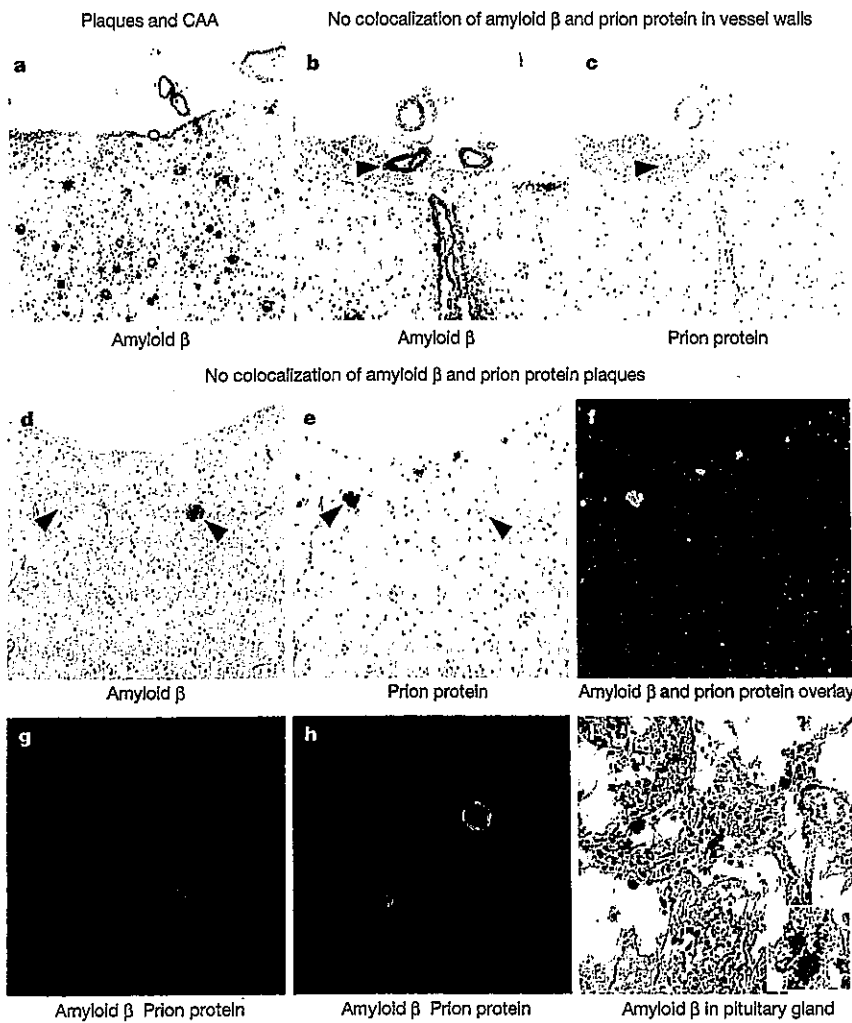 Plaques and CAA
No colocalization of amyloid β and prion protein in vessel walls
a
b
c
Amyloid β
Amyloid β
Prion protein
No colocalization of amyloid β and prion protein plaques
d
e
f
Amyloid β
Prion protein
Amyloid β and prion protein overlay
g
h
i
Amyloid β Prion protein
Amyloid β Prion protein
Amyloid β in pituitary gland